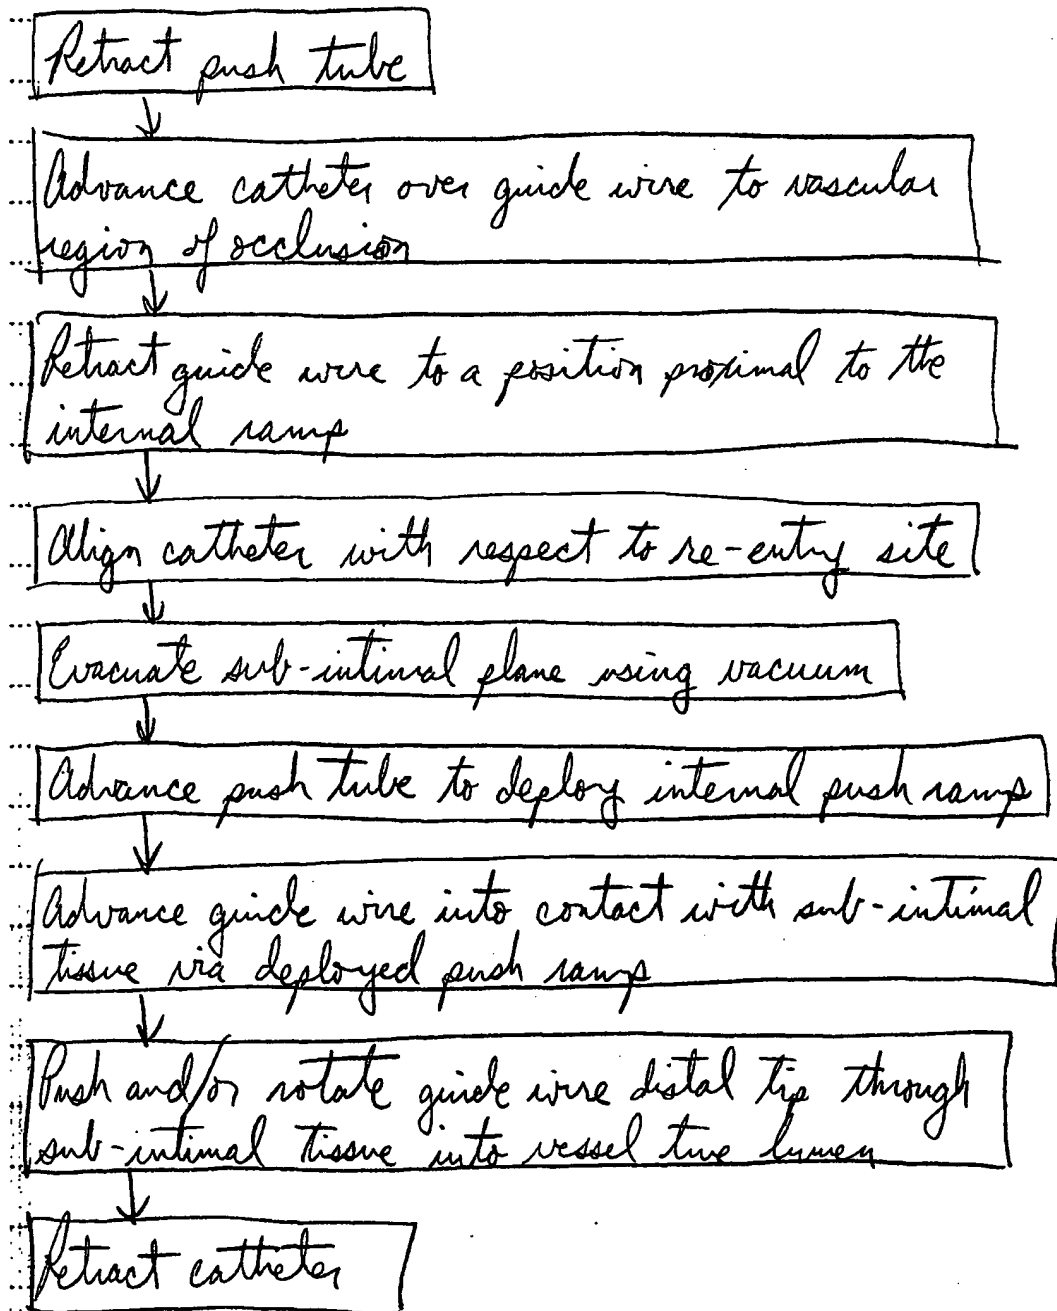 Retract push tube
Advance catheter over guide wire to vascular
region of occlusion
Retract guide wire to a position proximal to the
internal ramp
Align catheter with respect to re-entry site
Evacuate sub-intimal plane using vacuum
Advance push tube to deploy internal push ramp
Advance guide wire into contact with sub-intimal
tissue via deployed push ramp
Push and/or rotate guide wire distal tip through
sub-intimal tissue into vessel true lumen
Retract catheter